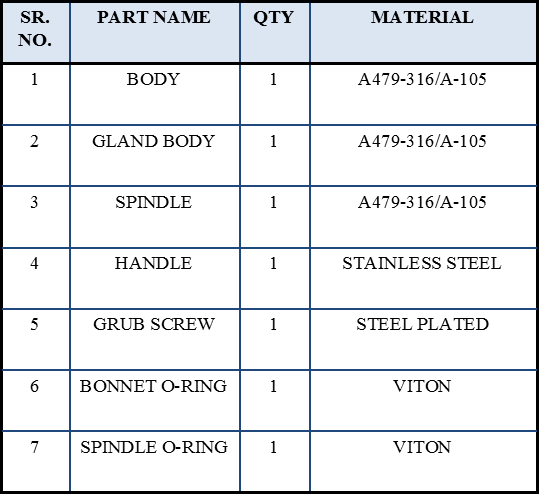 SR. NO. PART NAME QTY MATERIAL
1 BODY 1 A479-316/A-105
2 GLAND BODY 1 A479-316/A-105
3 SPINDLE 1 A479-316/A-105
4 HANDLE 1 STAINLESS STEEL
5 GRUB SCREW 1 STEEL PLATED
6 BONNET O-RING 1 VITON
7 SPINDLE O-RING 1 VITON